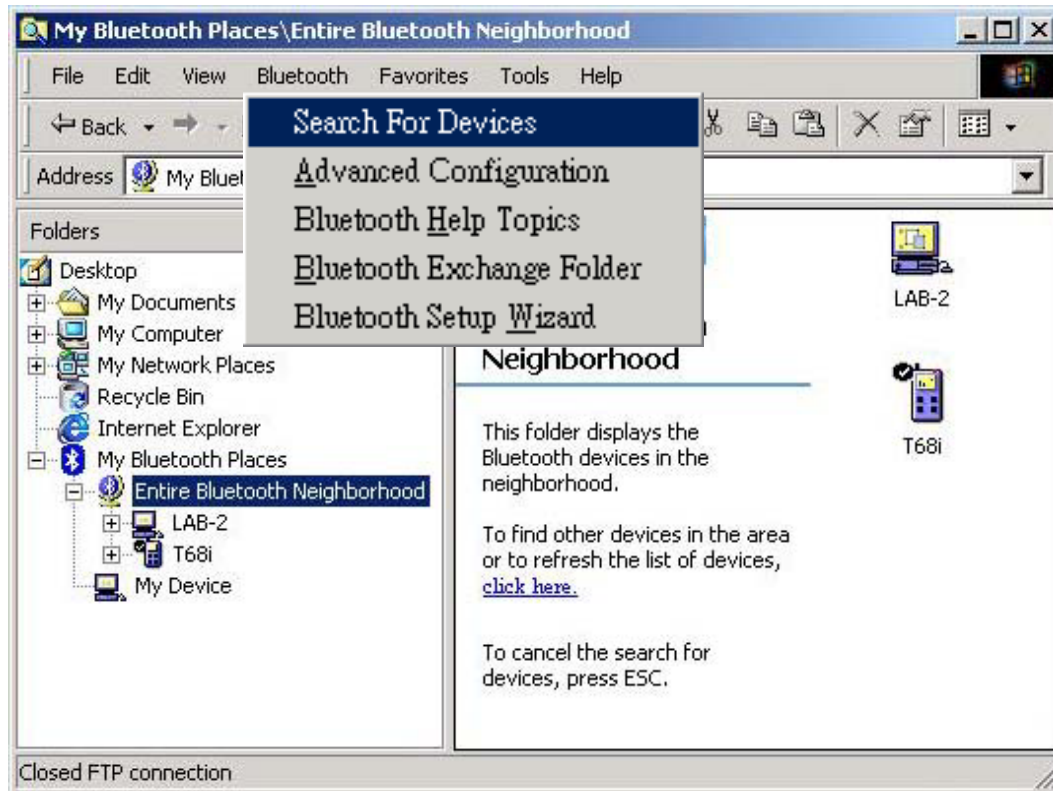 My Bluetooth Places\Entire Bluetooth Neighborhood
File Edit View Bluetooth Favorites Tools Help
Back
Search For Devices
Advanced Configuration
Bluetooth Help Topics
Bluetooth Exchange Folder
Bluetooth Setup Wizard
Address My Bluet
Folders
Desktop
My Documents
My Computer
My Network Places
Recycle Bin
Internet Explorer
My Bluetooth Places
Entire Bluetooth Neighborhood
LAB-2
T68i
My Device
Neighborhood
This folder displays the
Bluetooth devices in the
neighborhood.
To find other devices in the area
or to refresh the list of devices,
click here.
To cancel the search for
devices, press ESC.
LAB-2
T68i
Closed FTP connection